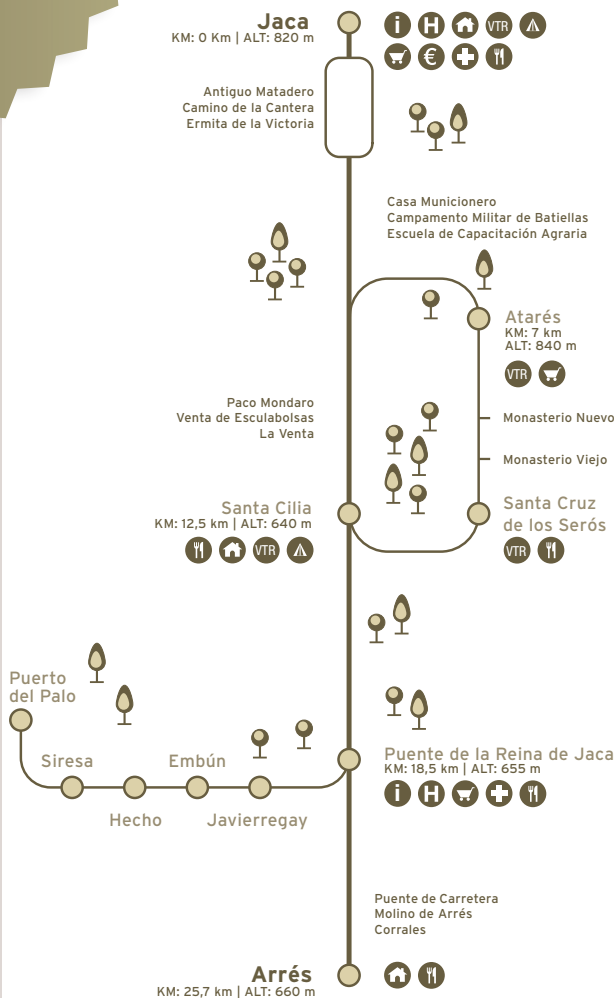 Jaca
KM: 0 Km | ALT: 820 m
i H VTR
€
Antiguo Matadero
Camino de la Cantera
Ermita de la Victoria
Casa Municionero
Campamento Militar de Batiellas
Escuela de Capacitación Agraria
Atarés
KM: 7 km
ALT: 840 m
VTR
Paco Mondaro
Venta de Esculabolsas
La Venta
Monasterio Nuevo
Monasterio Viejo
Santa Cilia
KM: 12,5 km | ALT: 640 m
VTR
Santa Cruz
de los Serós
VTR
Puerto
del Palo
Siresa
Hecho
Embún
Javierregay
Puente de la Reina de Jaca
KM: 18,5 km | ALT: 655 m
i H
Puente de Carretera
Molino de Arrés
Corrales
Arrés
KM: 25,7 km | ALT: 660 m